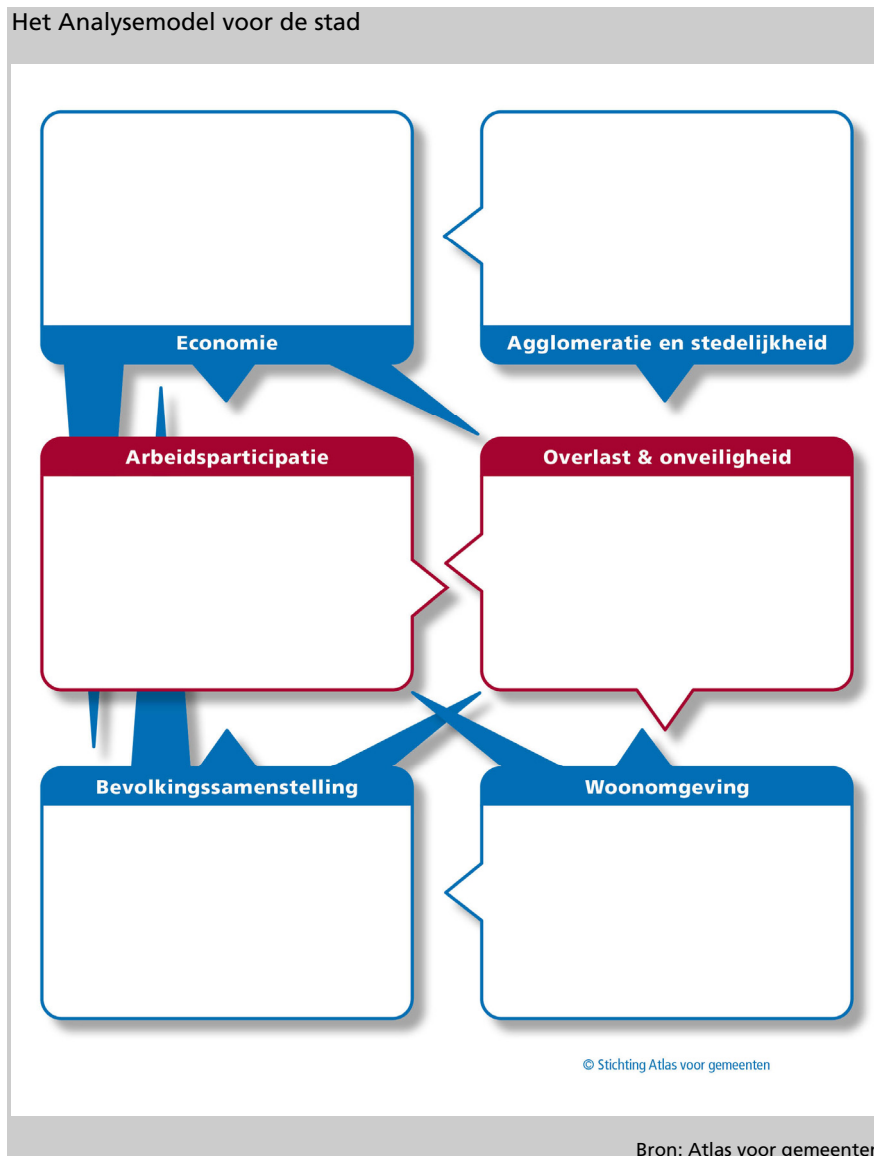 Het Analysemodel voor de stad
Economie
Agglomeratie en stedelijkheid
Arbeidsparticipatie
Overlast & onveiligheid
Bevolkingssamenstelling
Woonomgeving
© Stichting Atlas voor gemeenten
Bron: Atlas voor gemeenten